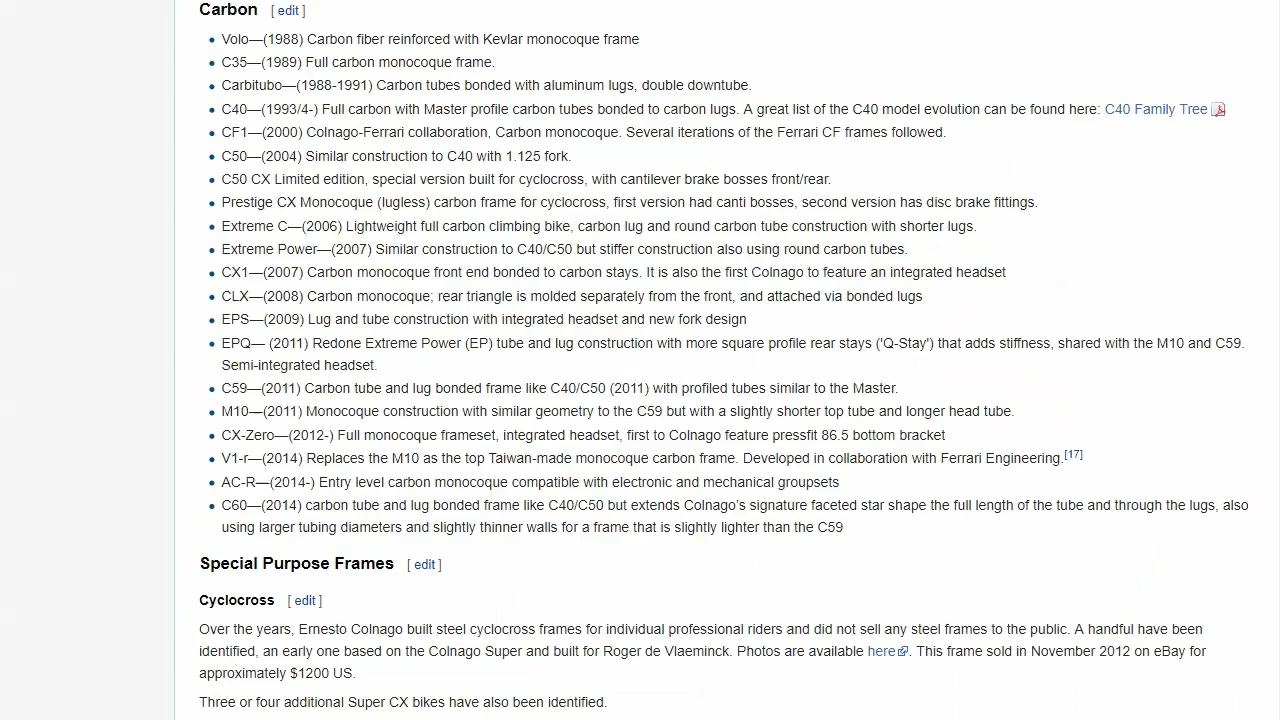 Carbon [ edit ]
Volo—(1988) Carbon fiber reinforced with Kevlar monocoque frame
C35—(1989) Full carbon monocoque frame.
Carbitubo—(1988-1991) Carbon tubes bonded with aluminum lugs, double downtube.
C40—(1993/4-) Full carbon with Master profile carbon tubes bonded to carbon lugs. A great list of the C40 model evolution can be found here: C40 Family Tree
CF1—(2000) Colnago-Ferrari collaboration, Carbon monocoque. Several iterations of the Ferrari CF frames followed.
C50—(2004) Similar construction to C40 with 1.125 fork.
C50 CX Limited edition, special version built for cyclocross, with cantilever brake bosses front/rear.
Prestige CX Monocoque (lugless) carbon frame for cyclocross, first version had canti bosses, second version has disc brake fittings.
Extreme C—(2006) Lightweight full carbon climbing bike, carbon lug and round carbon tube construction with shorter lugs.
Extreme Power—(2007) Similar construction to C40/C50 but stiffer construction also using round carbon tubes.
CX1—(2007) Carbon monocoque front end bonded to carbon stays. It is also the first Colnago to feature an integrated headset
CLX—(2008) Carbon monocoque; rear triangle is molded separately from the front, and attached via bonded lugs
EPS—(2009) Lug and tube construction with integrated headset and new fork design
EPQ— (2011) Redone Extreme Power (EP) tube and lug construction with more square profile rear stays ('Q-Stay') that adds stiffness, shared with the M10 and C59.
Semi-integrated headset.
C59—(2011) Carbon tube and lug bonded frame like C40/C50 (2011) with profiled tubes similar to the Master.
M10—(2011) Monocoque construction with similar geometry to the C59 but with a slightly shorter top tube and longer head tube.
CX-Zero—(2012-) Full monocoque frameset, integrated headset, first to Colnago feature pressfit 86.5 bottom bracket
V1-r—(2014) Replaces the M10 as the top Taiwan-made monocoque carbon frame. Developed in collaboration with Ferrari Engineering.[17]
AC-R—(2014-) Entry level carbon monocoque compatible with electronic and mechanical groupsets
C60—(2014) carbon tube and lug bonded frame like C40/C50 but extends Colnago's signature faceted star shape the full length of the tube and through the lugs, also
using larger tubing diameters and slightly thinner walls for a frame that is slightly lighter than the C59
Special Purpose Frames [ edit ]
Cyclocross [ edit ]
Over the years, Ernesto Colnago built steel cyclocross frames for individual professional riders and did not sell any steel frames to the public. A handful have been
identified, an early one based on the Colnago Super and built for Roger de Vlaeminck. Photos are available here. This frame sold in November 2012 on eBay for
approximately $1200 US.
Three or four additional Super CX bikes have also been identified.